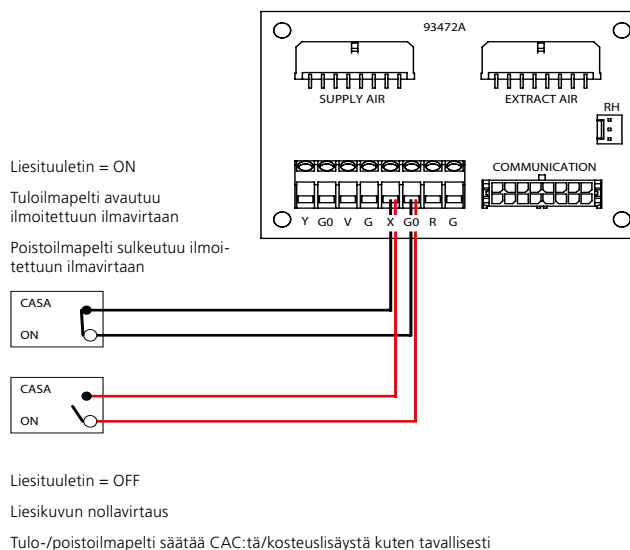 93472A
SUPPLY AIR
EXTRACT AIR
RH
COMMUNICATION
Y G0 V G X G0 R G
Liesituuletin = ON
Tuloilmapelti avautuu
ilmoitettuun ilmavirtaan
Poistoilmapelti sulkeutuu ilmoi-
tettuun ilmavirtaan
CASA
ON
CASA
ON
Liesituuletin = OFF
Liesikuvun nollavirtaus
Tulo-/poistoilmapelti säätää CAC:tä/kosteuslisäystä kuten tavallisesti